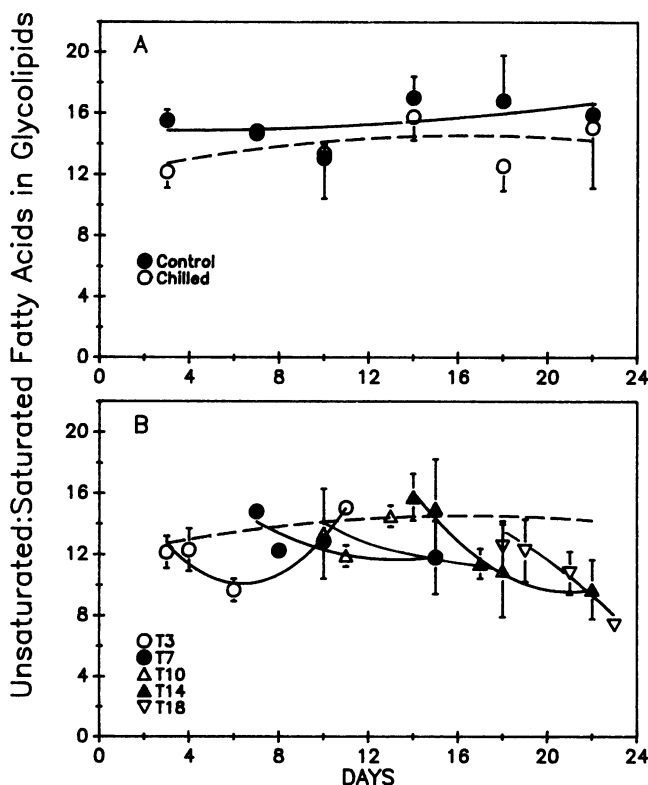 Unsaturated:Saturated Fatty Acids in Glycolipids
A
20
16
12
8
4
0
Control
Chilled
0 4 8 12 16 20 24
B
20
16
12
8
4
0
T3
T7
T10
T14
T18
0 4 8 12 16 20 24
DAYS